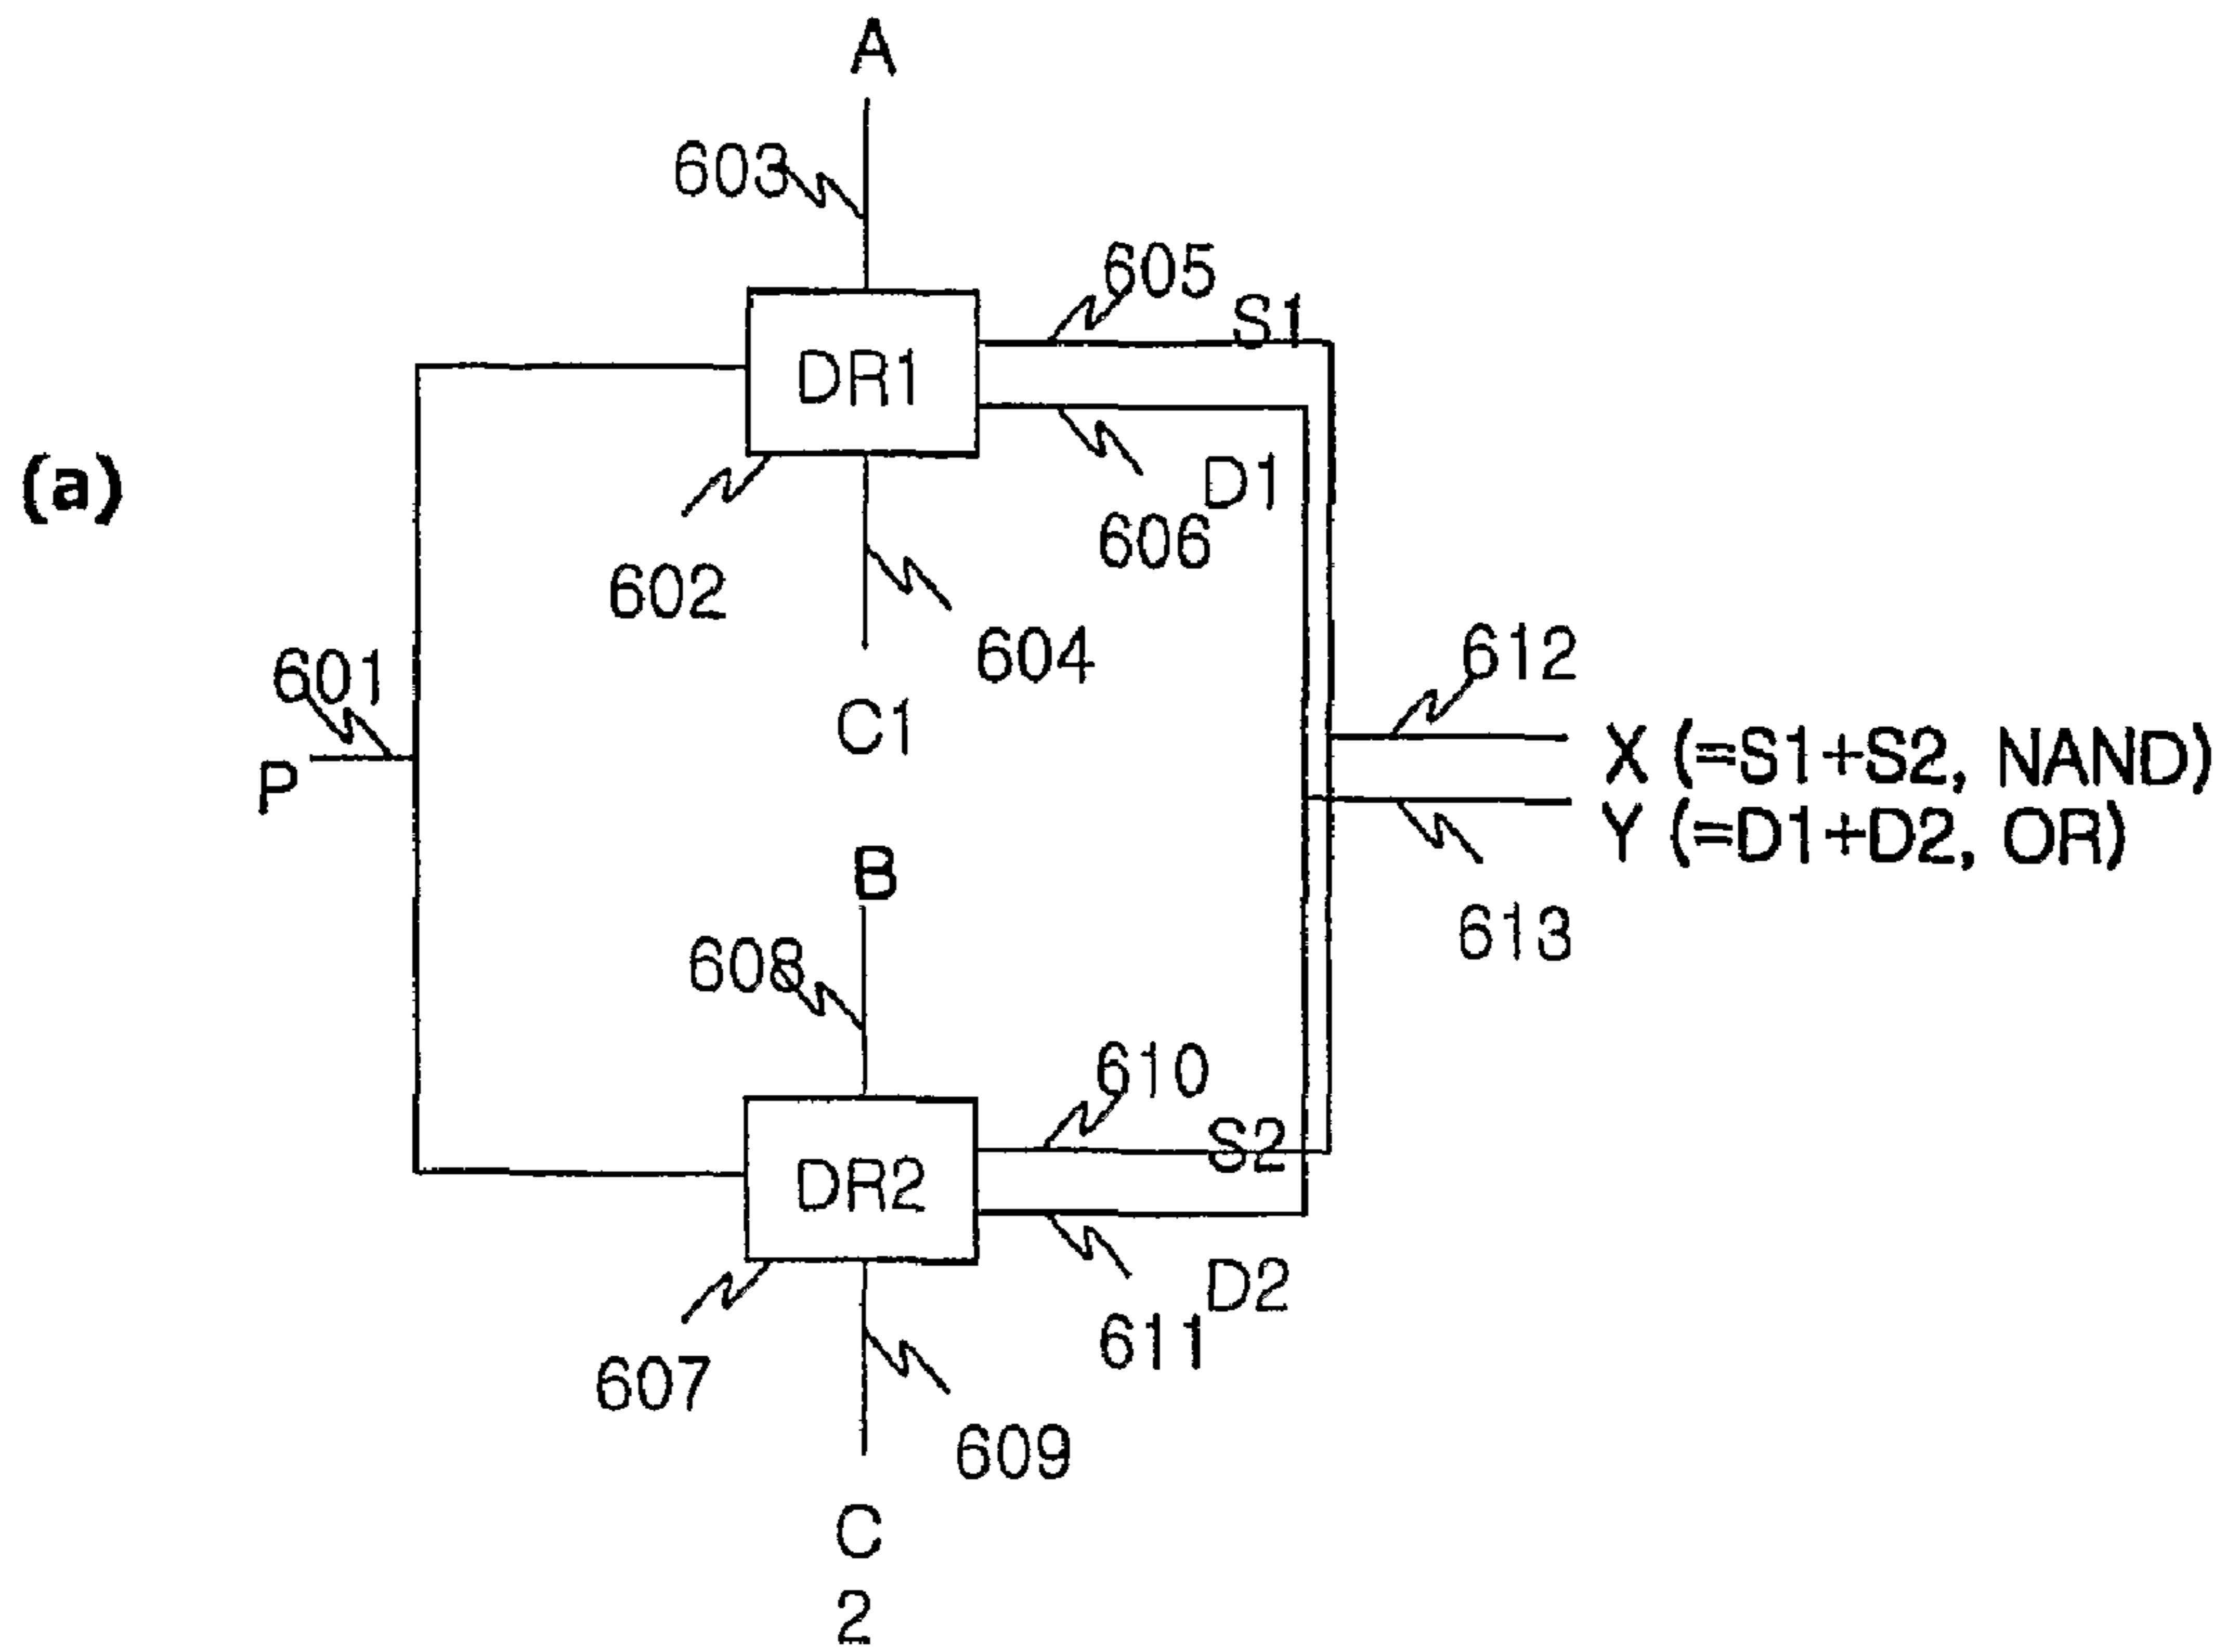 A
603
605
S1
DR1
(a)
D1
606
602
604
601
612
C1
P
X (=S1+S2, NAND)
Y (=D1+D2, OR)
B
613
608
610
S2
DR2
D2
611
607
609
C
2